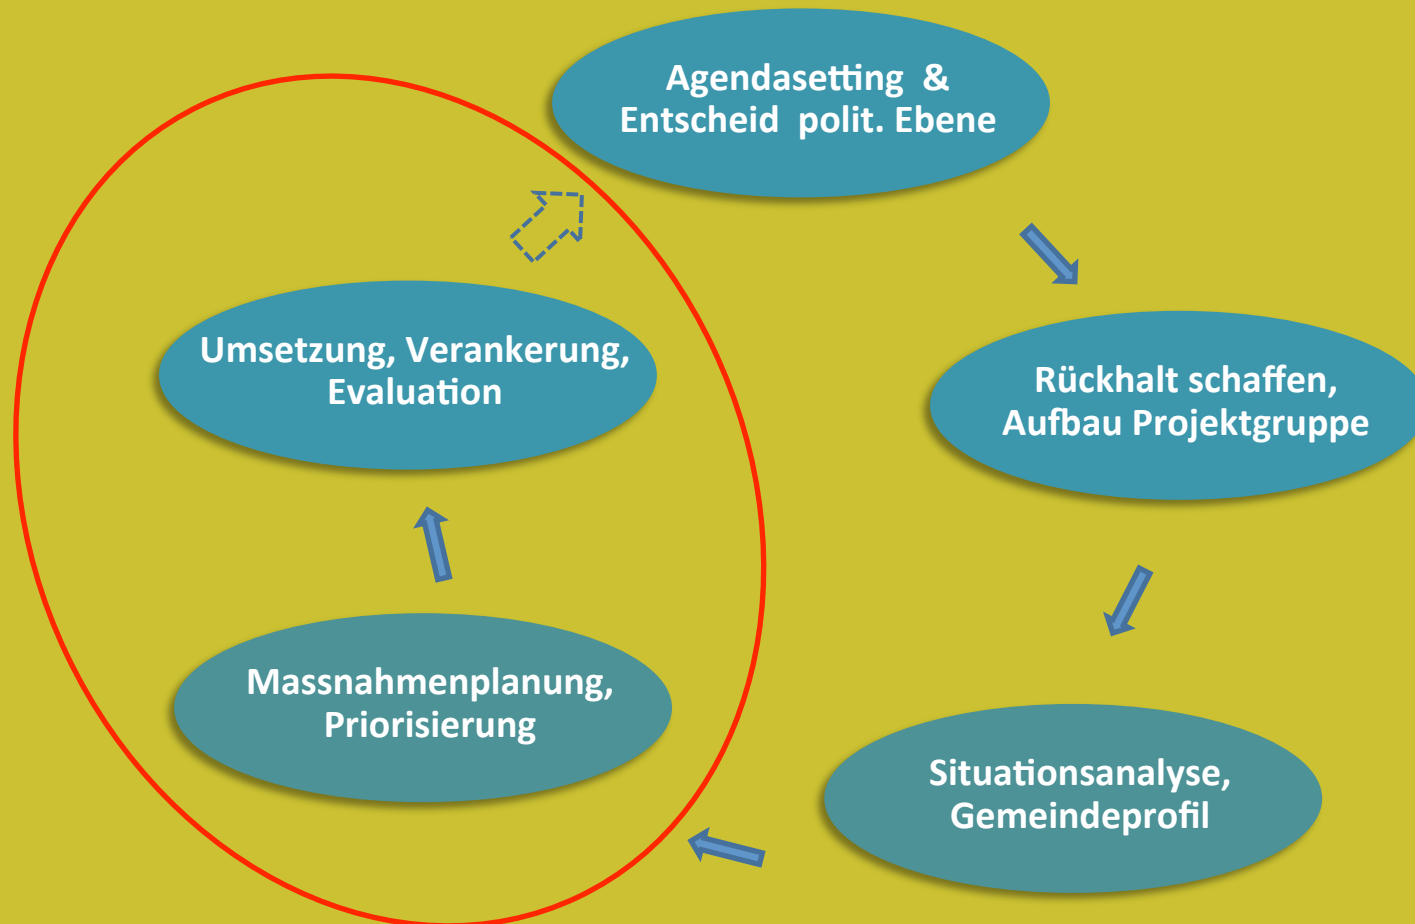 Agendasetting &
Entscheid polit. Ebene
Rückhalt schaffen,
Aufbau Projektgruppe
Situationsanalyse,
Gemeindeprofil
Massnahmenplanung,
Priorisierung
Umsetzung, Verankerung,
Evaluation